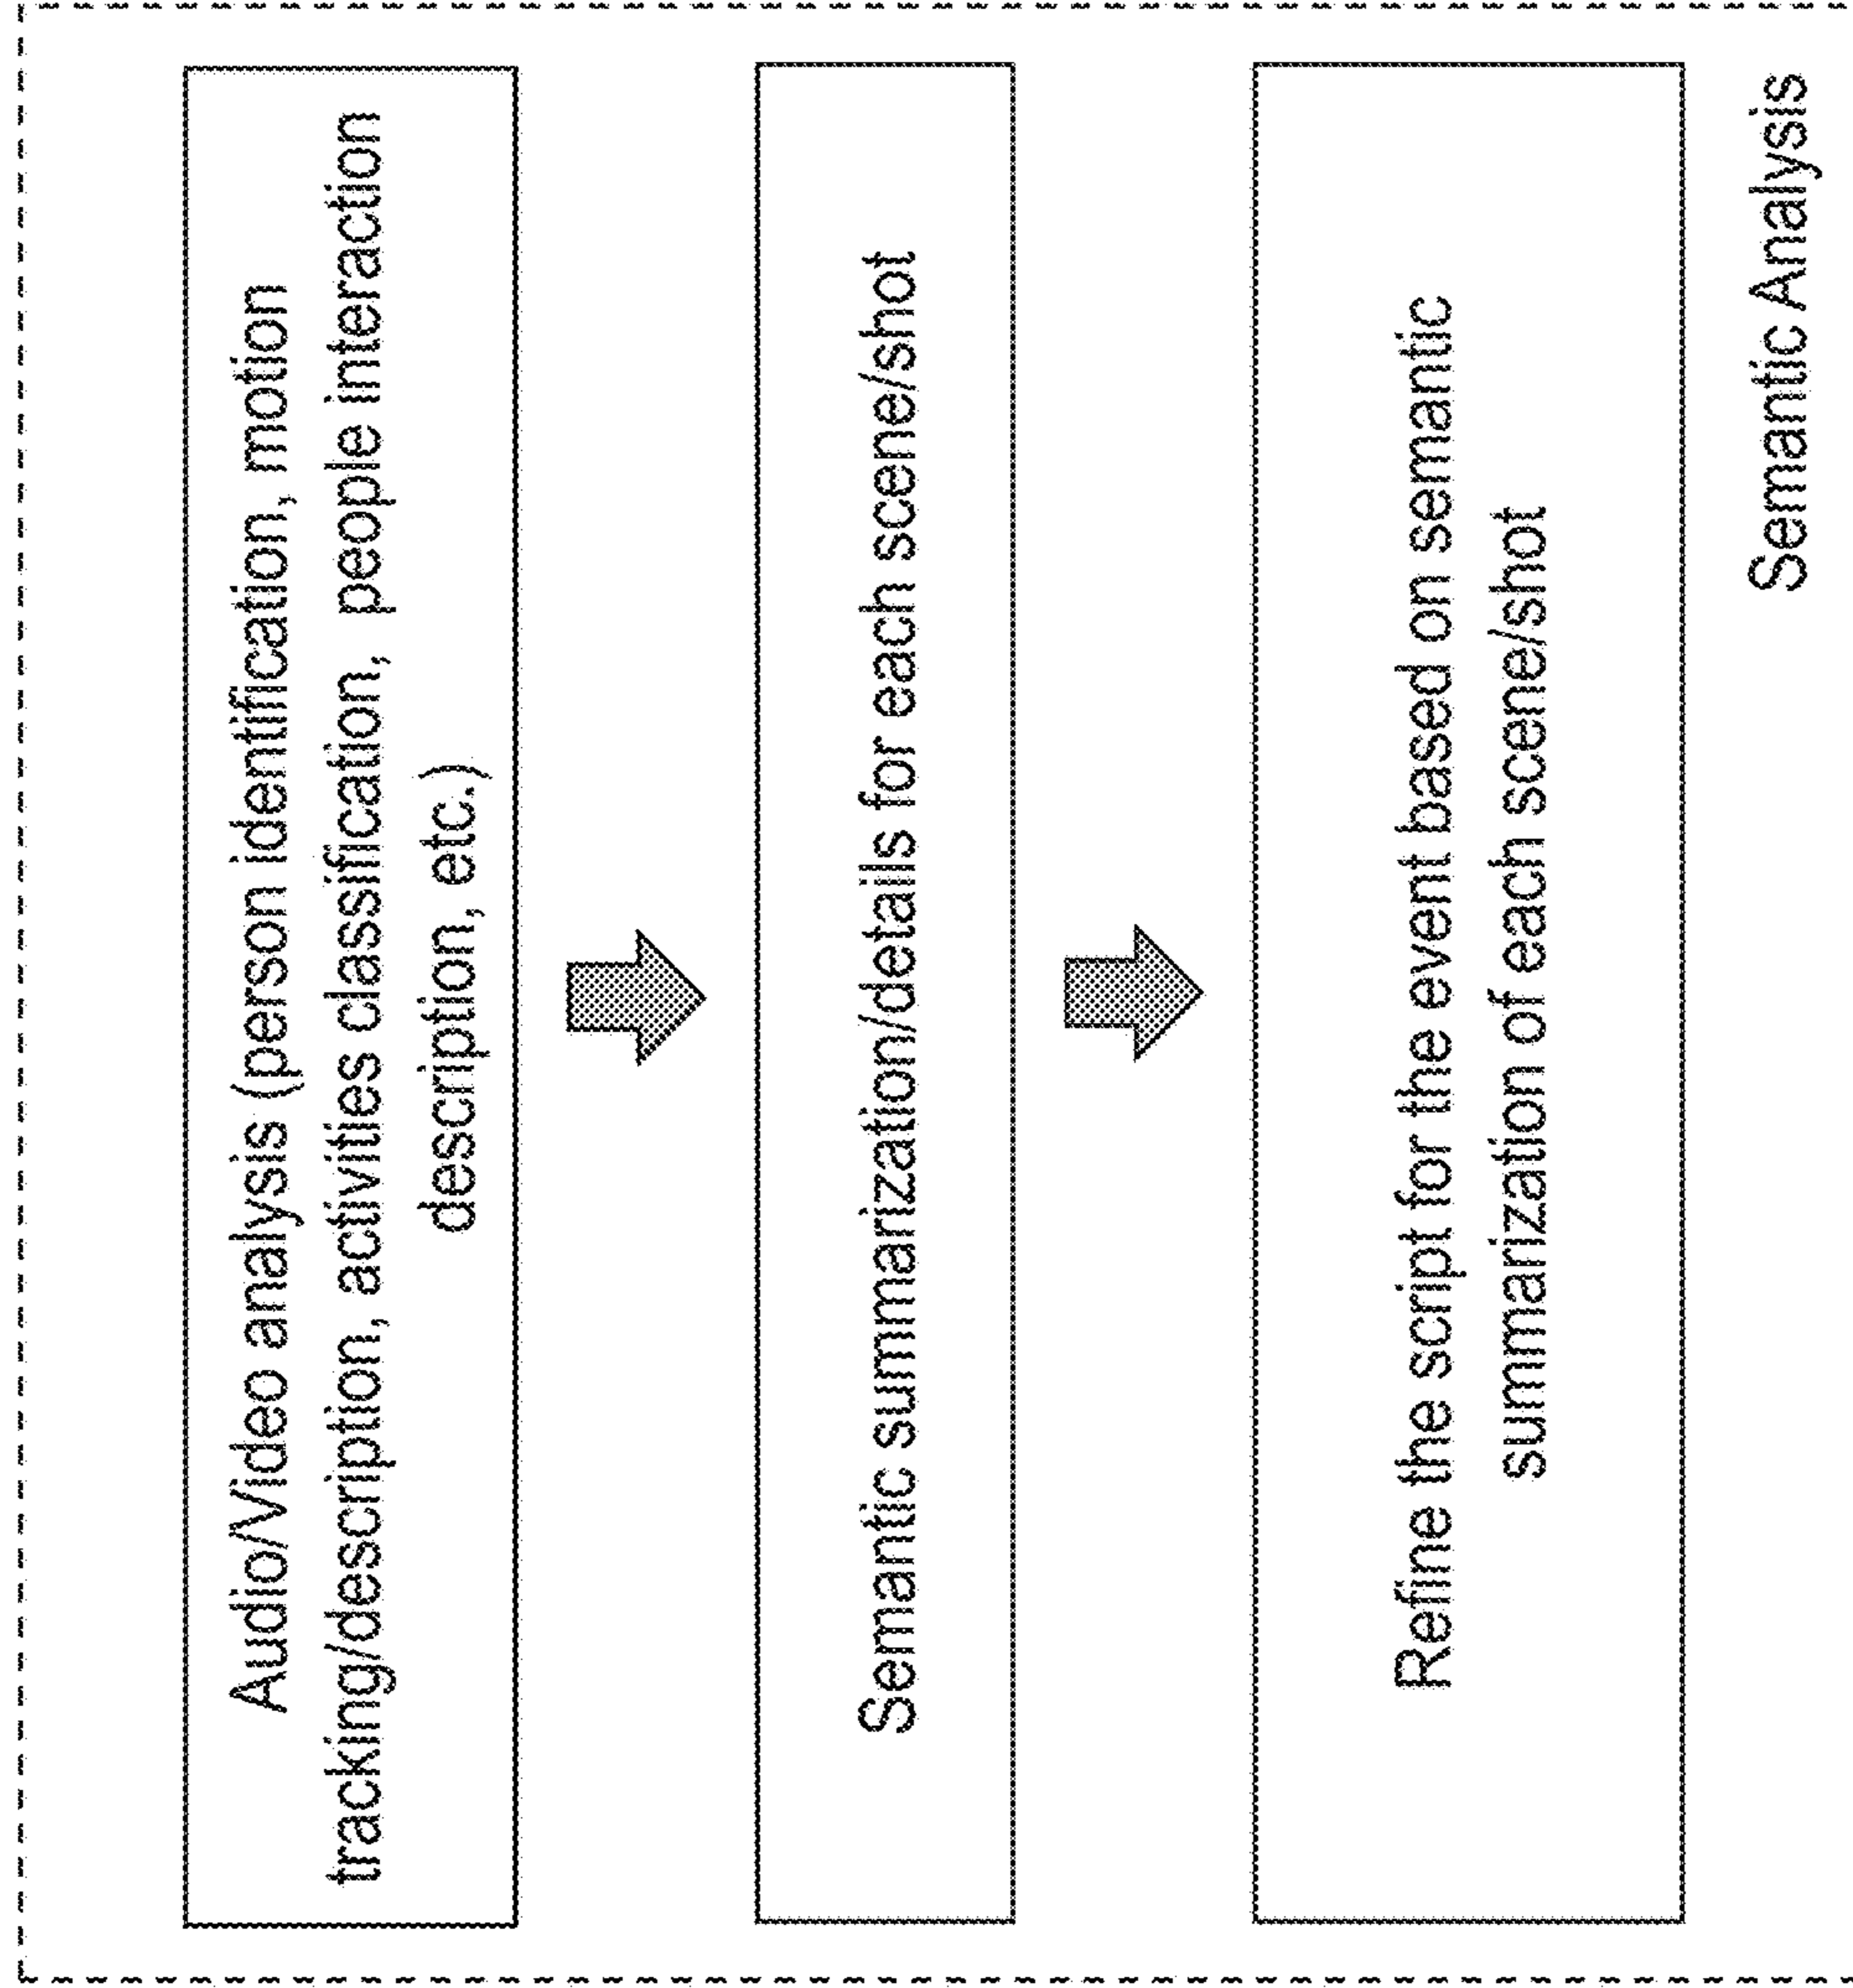 Audio/Video analysis (person identification, motion
tracking/description, activities classification, people interaction
description, etc.)
Semantic summarization/details for each scene/shot
Refine the script for the event based on semantic
summarization of each scene/shot
Semantic Analysis